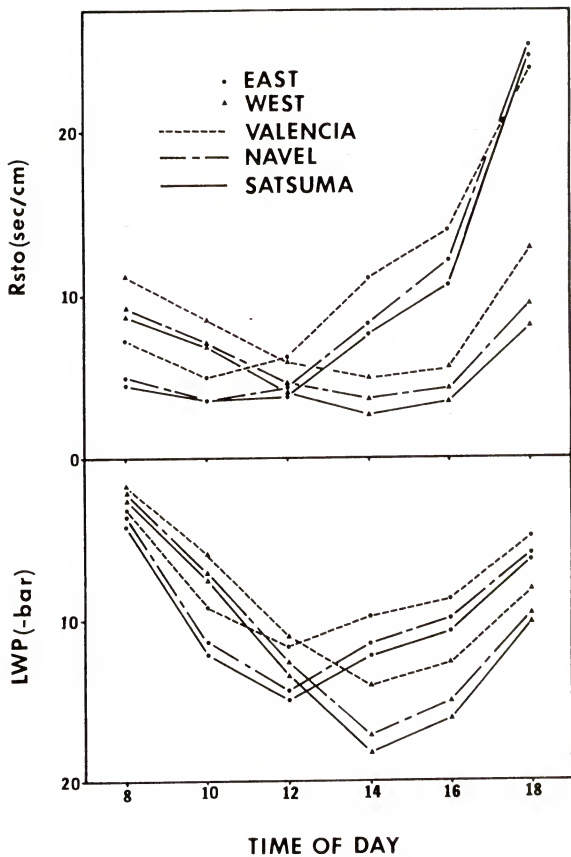 EAST
WEST
VALENCIA
NAVEL
SATSUMA
Rsto(sec/cm)
20
10
0
LWP(-bar)
10
20
8 10 12 14 16 18
TIME OF DAY